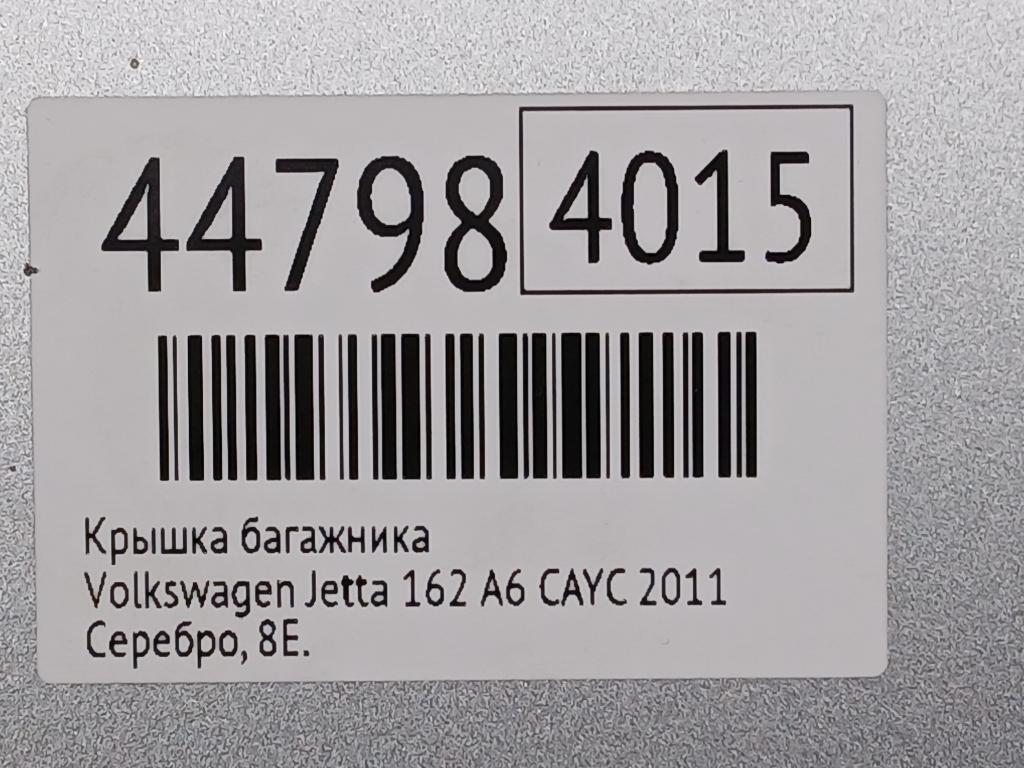 44798 4015
Крышка багажника
Volkswagen Jetta 162 A6 CAYC 2011
Серебро, 8E.